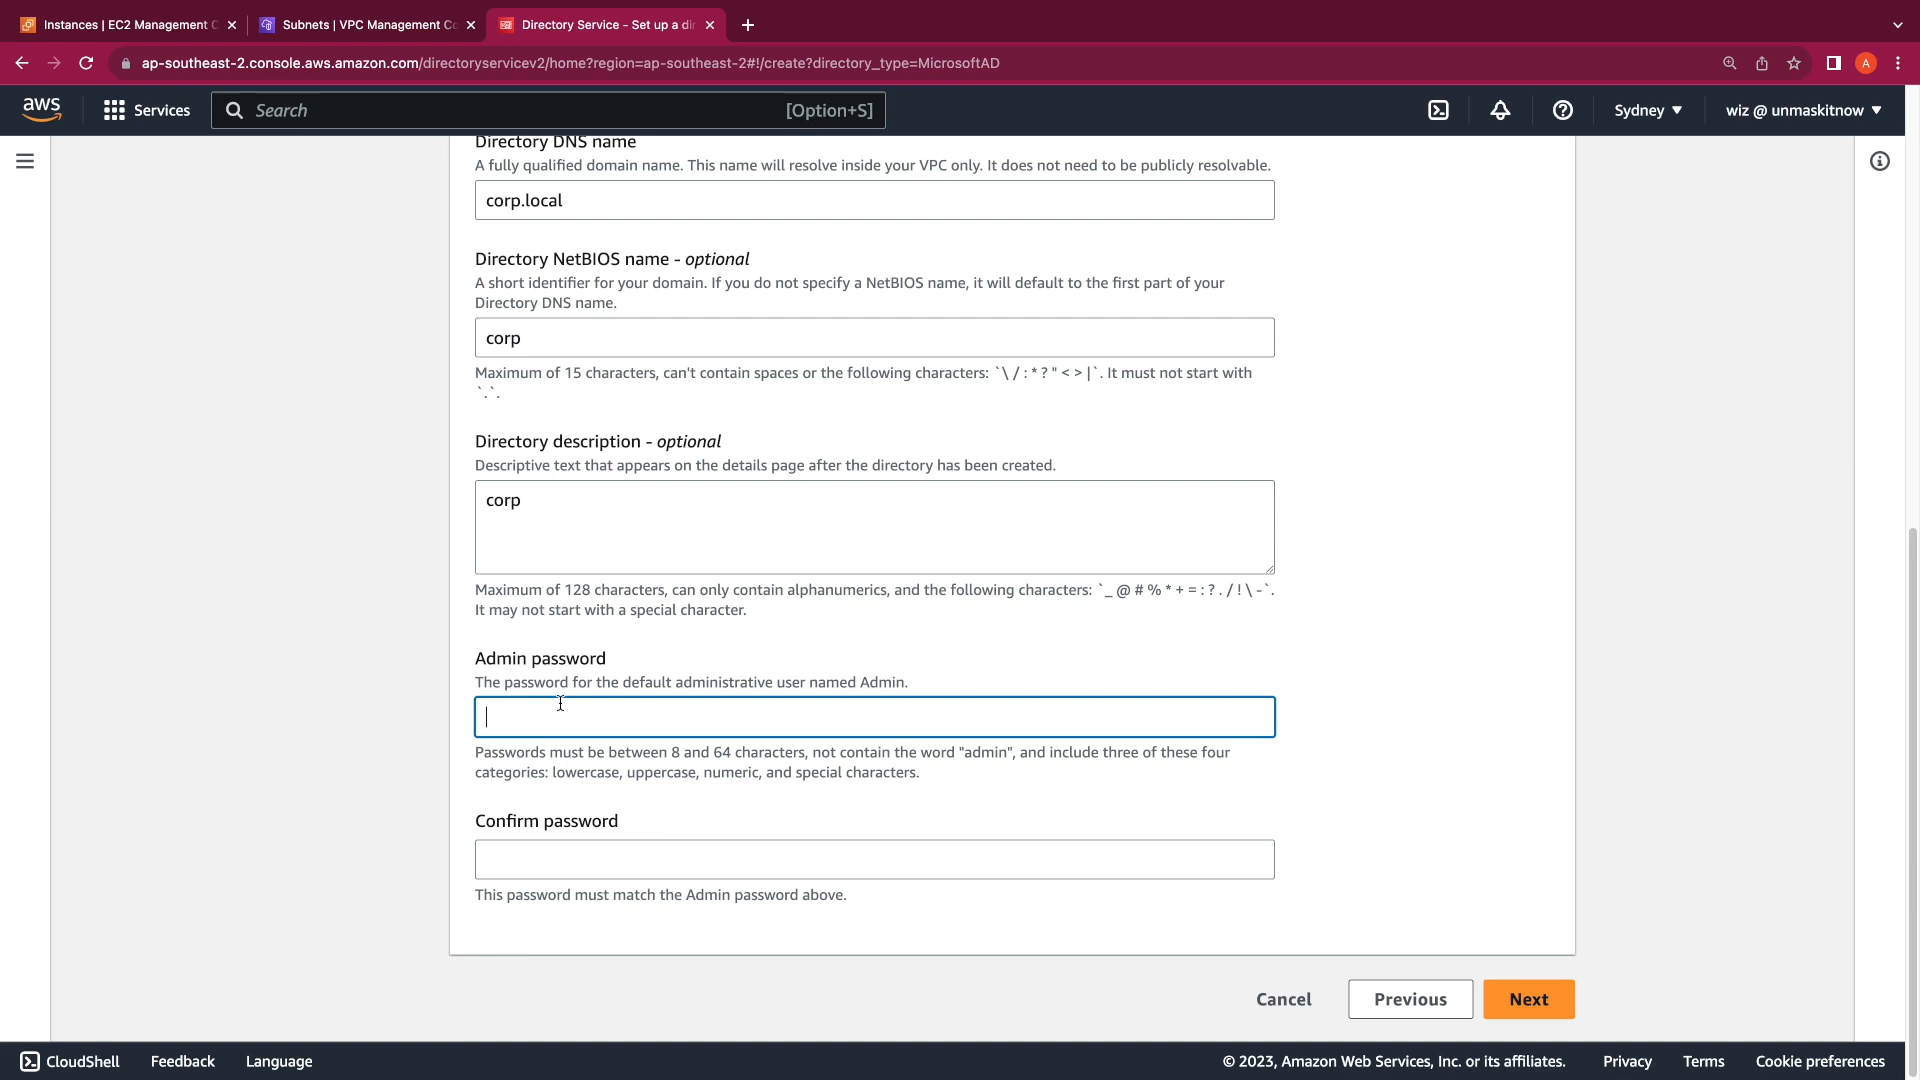 Instances | EC2 Management C
Subnets | VPC Management Co
Directory Service - Set up a dir
ap-southeast-2.console.aws.amazon.com/directoryservicev2/home?region=ap-southeast-2#!/create?directory_type=MicrosoftAD
A
aws
Services
Search
[Option+S]
Sydney
wiz @ unmaskitnow
Directory DNS name
A fully qualified domain name. This name will resolve inside your VPC only. It does not need to be publicly resolvable.
corp.local
Directory NetBIOS name - optional
A short identifier for your domain. If you do not specify a NetBIOS name, it will default to the first part of your
Directory DNS name.
corp
Maximum of 15 characters, can't contain spaces or the following characters: `\ / : * ? " < > |`. It must not start with
`.`.
Directory description - optional
Descriptive text that appears on the details page after the directory has been created.
corp
Maximum of 128 characters, can only contain alphanumerics, and the following characters: `_ @ # % * + = : ? . / ! \ -`.
It may not start with a special character.
Admin password
The password for the default administrative user named Admin.
Passwords must be between 8 and 64 characters, not contain the word "admin", and include three of these four
categories: lowercase, uppercase, numeric, and special characters.
Confirm password
This password must match the Admin password above.
Cancel
Previous
Next
CloudShell
Feedback
Language
© 2023, Amazon Web Services, Inc. or its affiliates.
Privacy
Terms
Cookie preferences